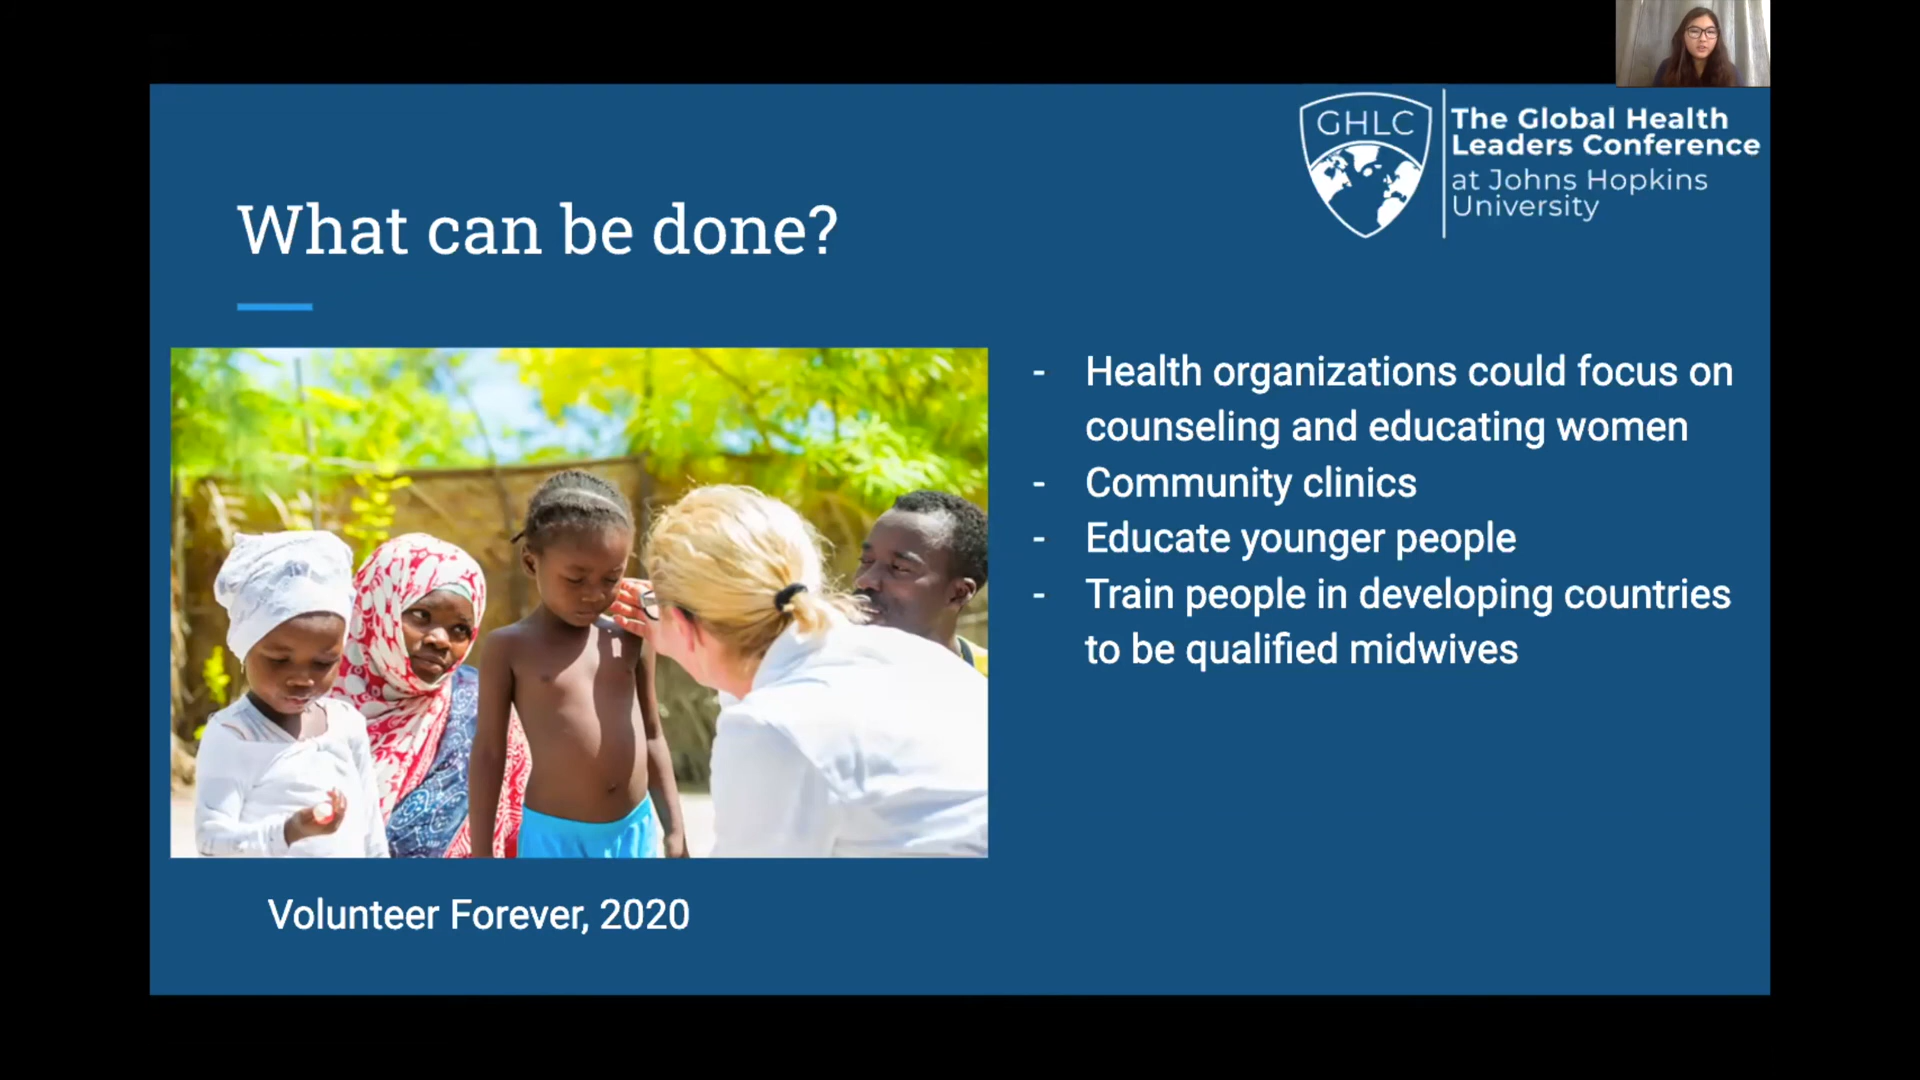 GHLC
The Global Health
Leaders Conference
at Johns Hopkins
University
What can be done?
- Health organizations could focus on
counseling and educating women
- Community clinics
- Educate younger people
- Train people in developing countries
to be qualified midwives
Volunteer Forever, 2020